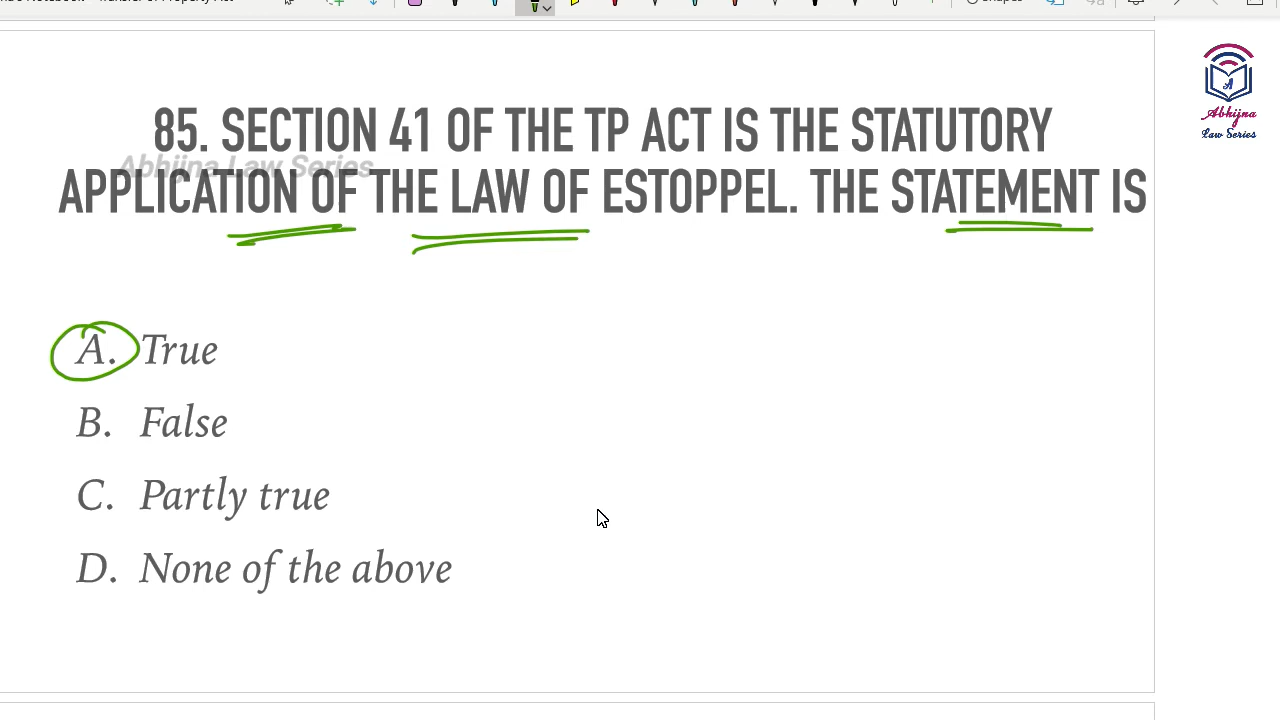 85. SECTION 41 OF THE TP ACT IS THE STATUTORY
APPLICATION OF THE LAW OF ESTOPPEL. THE STATEMENT IS
Abhijna Law Series
A. True
B. False
C. Partly true
D. None of the above
A
Abhijna
Law Series